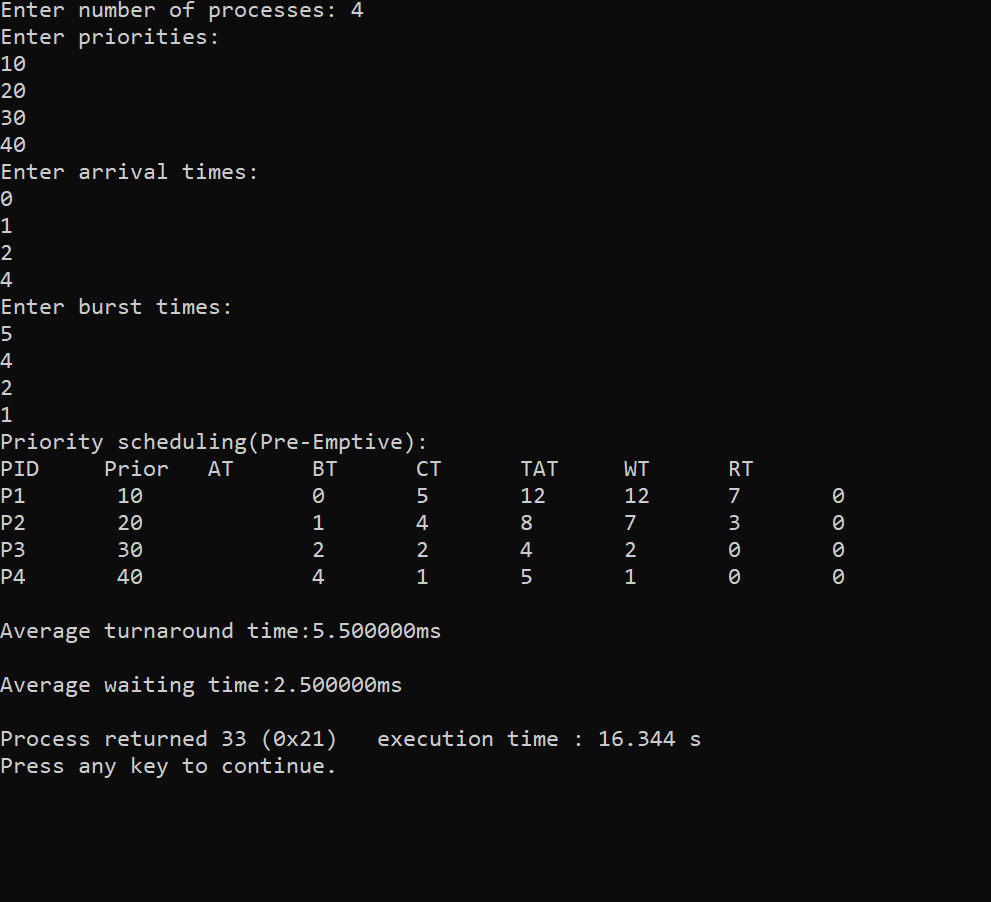 Enter number of processes: 4
Enter priorities:
10
20
30
40
Enter arrival times:
0
1
2
4
Enter burst times:
5
4
2
1
Priority scheduling(Pre-Emptive):
PID     Prior   AT      BT      CT      TAT     WT      RT
P1       10             0       5       12      12      7       0
P2       20             1       4       8       7       3       0
P3       30             2       2       4       2       0       0
P4       40             4       1       5       1       0       0
Average turnaround time:5.500000ms
Average waiting time:2.500000ms
Process returned 33 (0x21)   execution time : 16.344 s
Press any key to continue.